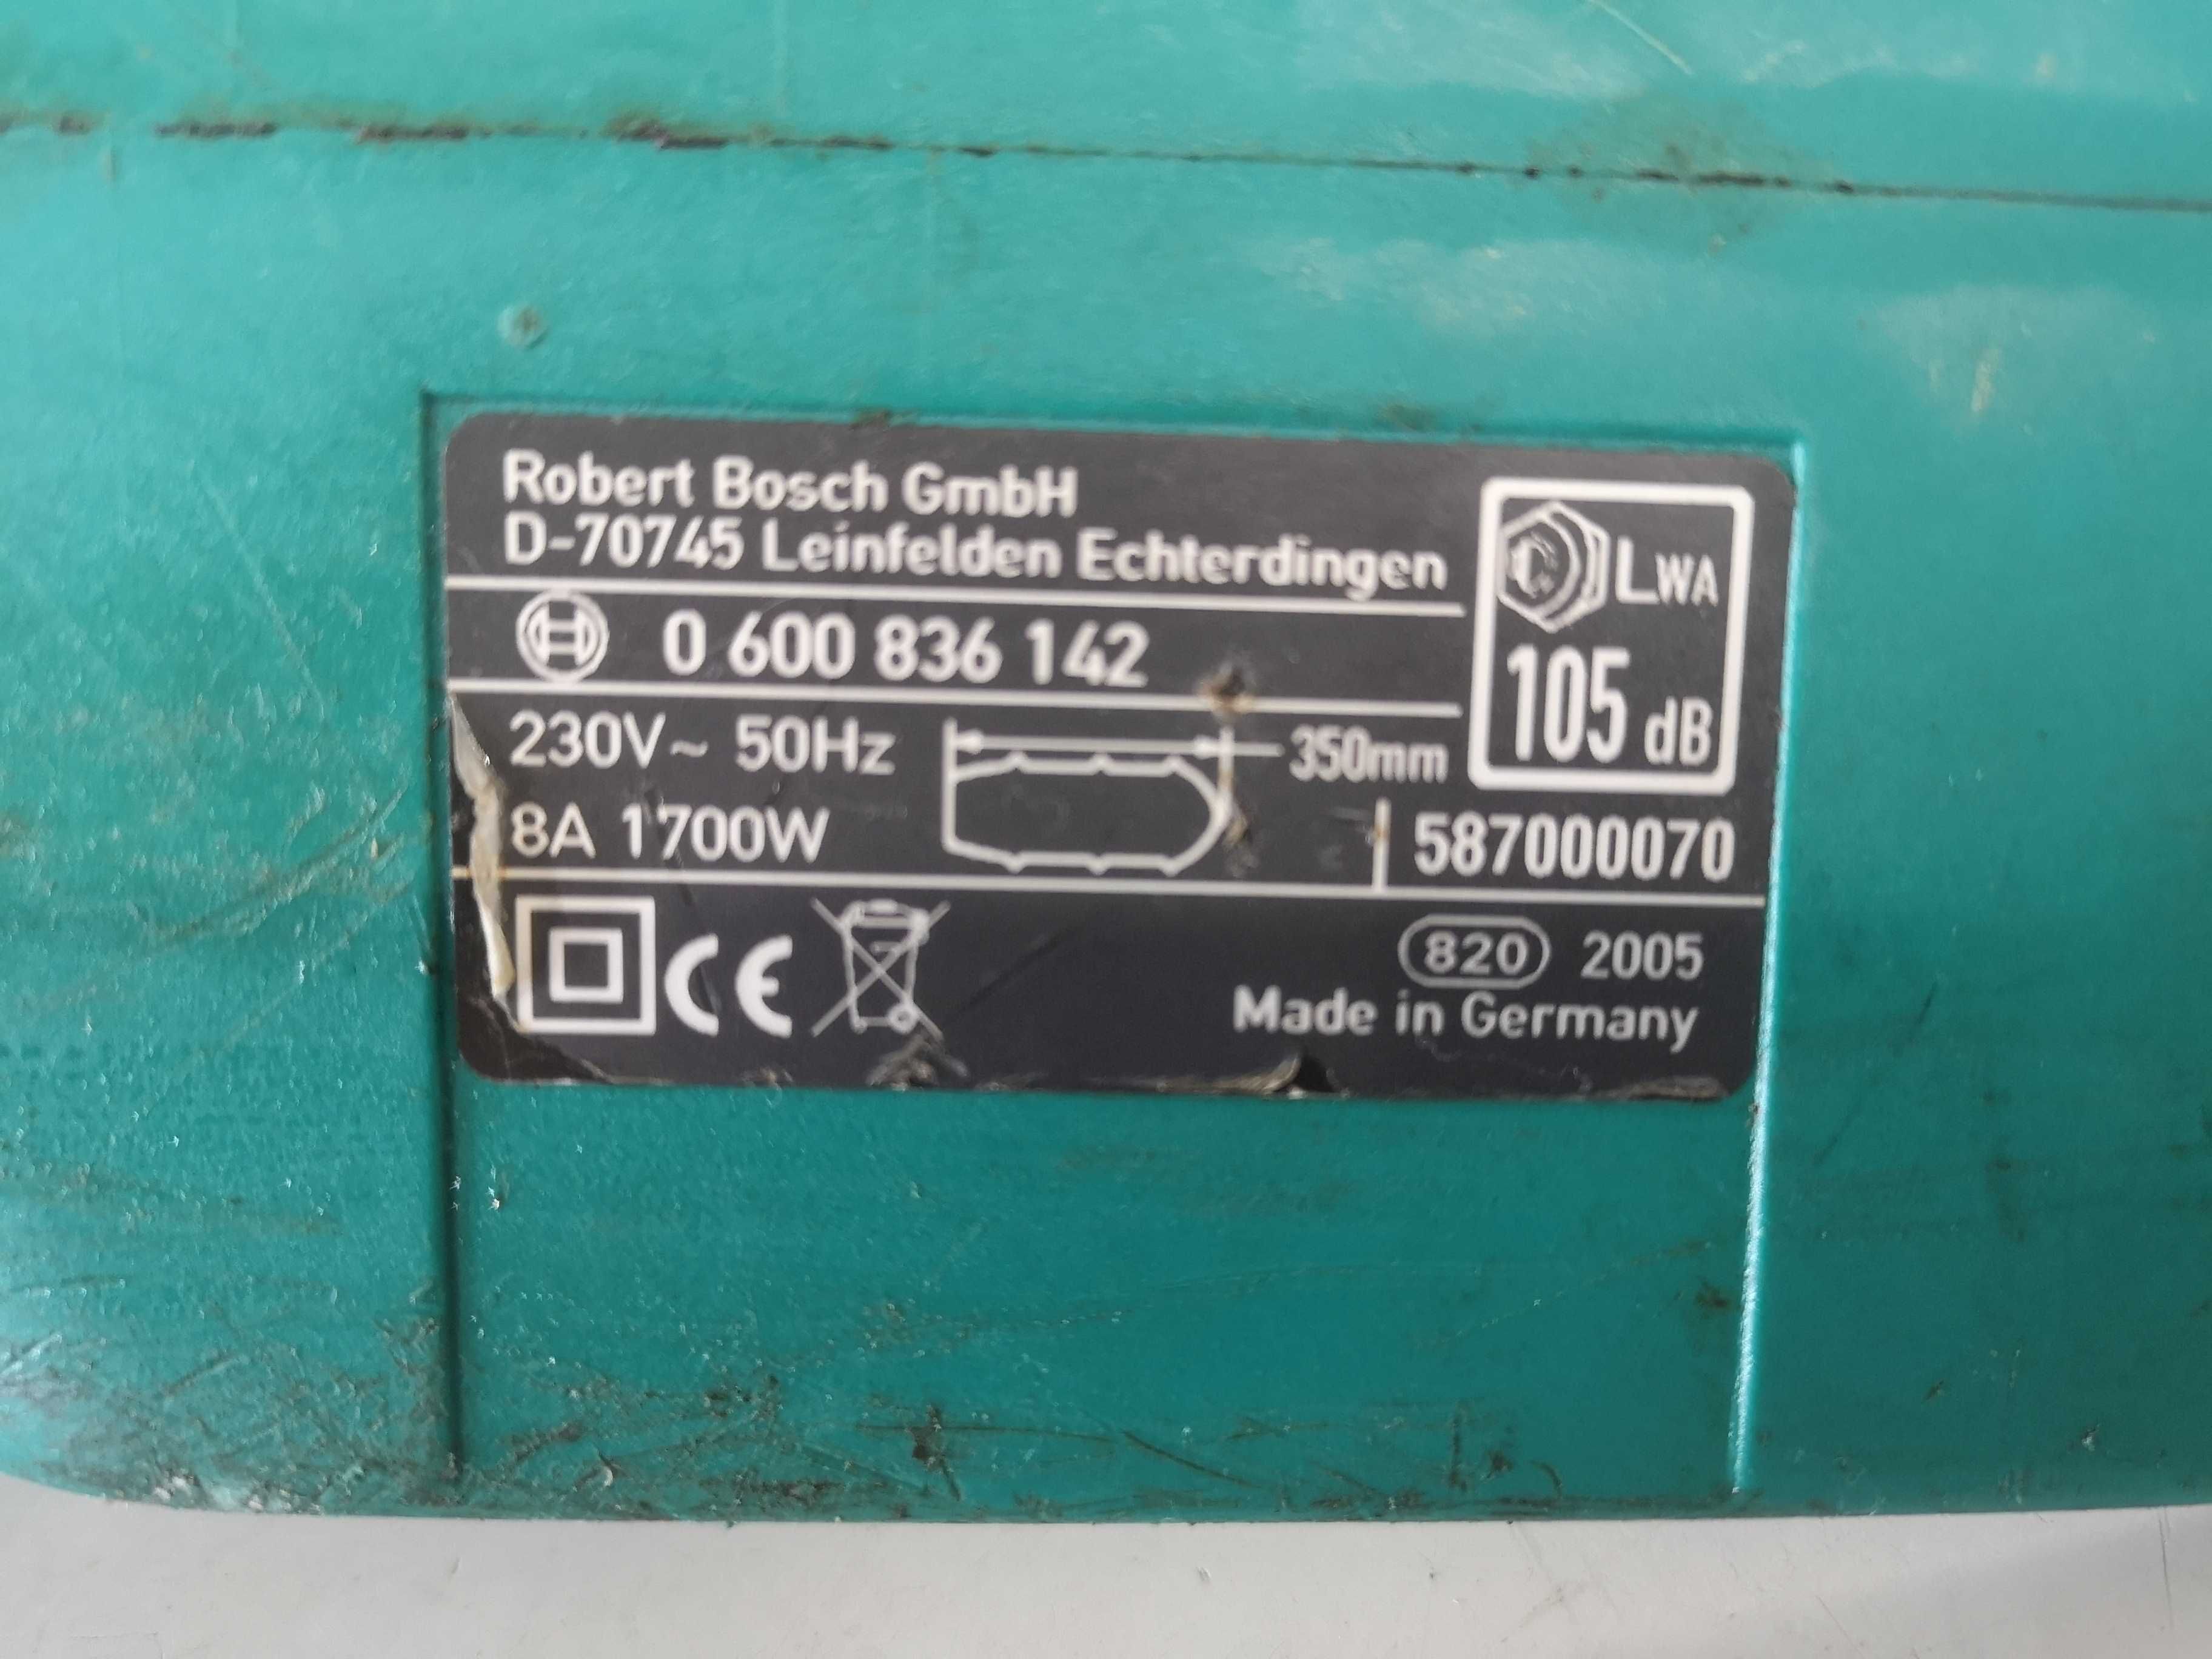 Robert Bosch GmbH
D-70745 Leinfelden Echterdingen
LWA
105 dB
0 600 836 142
230V~ 50Hz
350mm
8A 1700W
587000070
CE
820 2005
Made in Germany